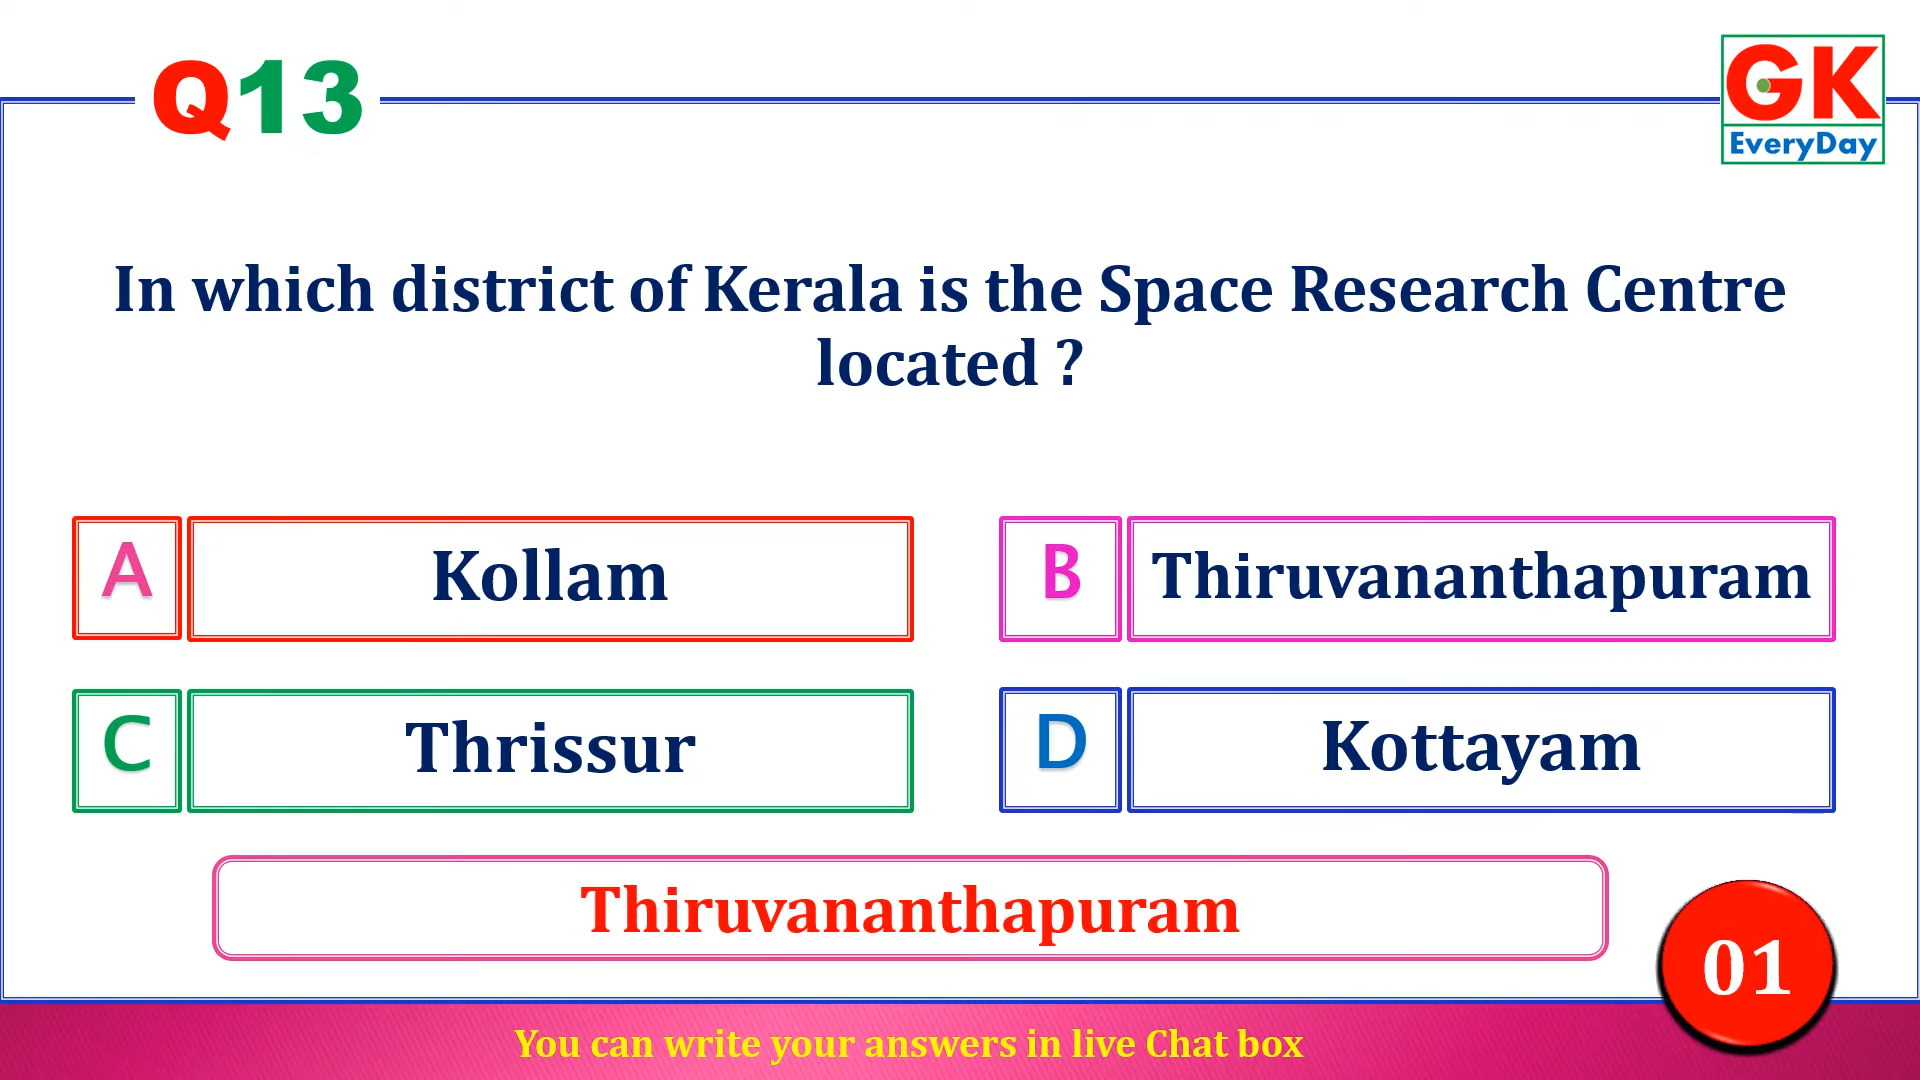 Q13
GK
EveryDay
In which district of Kerala is the Space Research Centre
located ?
A
Kollam
B
Thiruvananthapuram
C
Thrissur
D
Kottayam
Thiruvananthapuram
01
You can write your answers in live Chat box